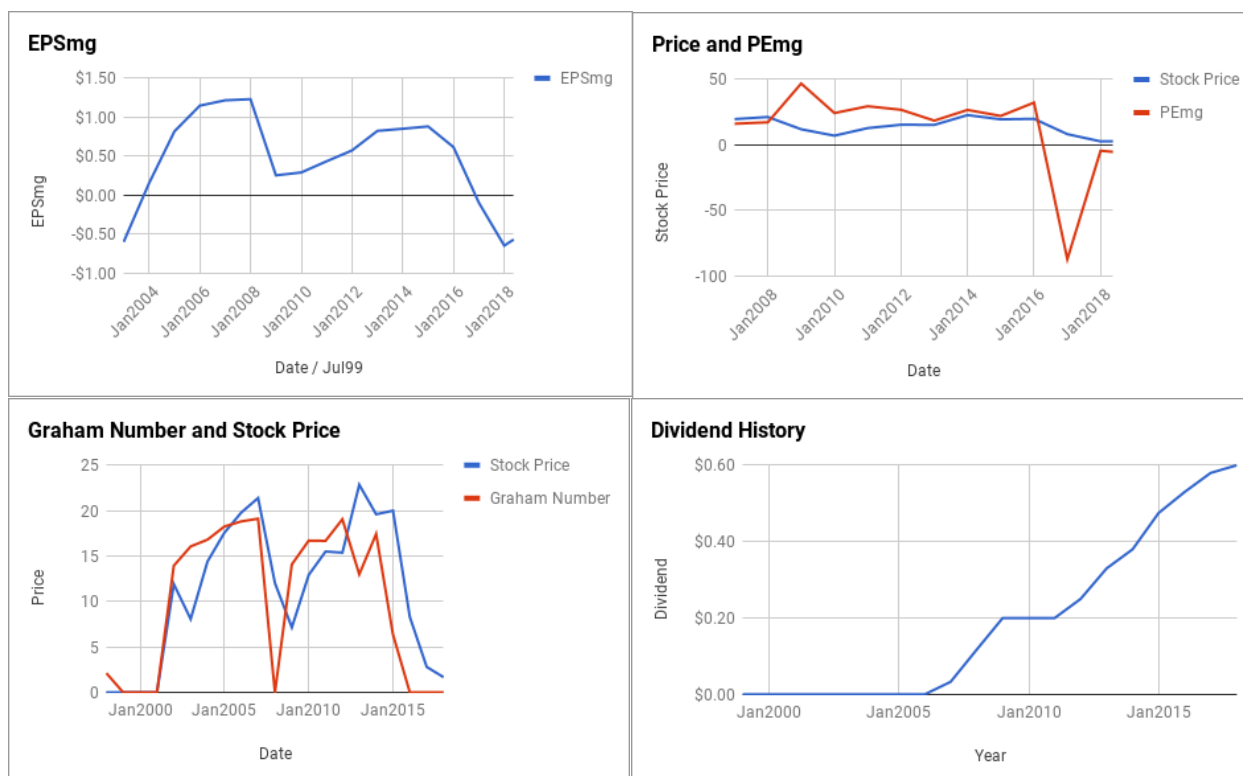 EPSmg
$1.50
$1.00
$0.50
$0.00
-$0.50
-$1.00
EPSmg
EPSmg
Jan2004
Jan2006
Jan2008
Jan2010
Jan2012
Jan2014
Jan2016
Jan2018
Date / Jul99
Price and PEmg
50
0
-50
-100
Stock Price
Stock Price
PEmg
Jan2008
Jan2010
Jan2012
Jan2014
Jan2016
Jan2018
Date
Graham Number and Stock Price
25
20
15
10
5
0
Price
Stock Price
Graham Number
Jan2000 Jan2005 Jan2010 Jan2015
Date
Dividend History
$0.60
$0.40
$0.20
$0.00
Dividend
Jan2000 Jan2005 Jan2010 Jan2015
Year